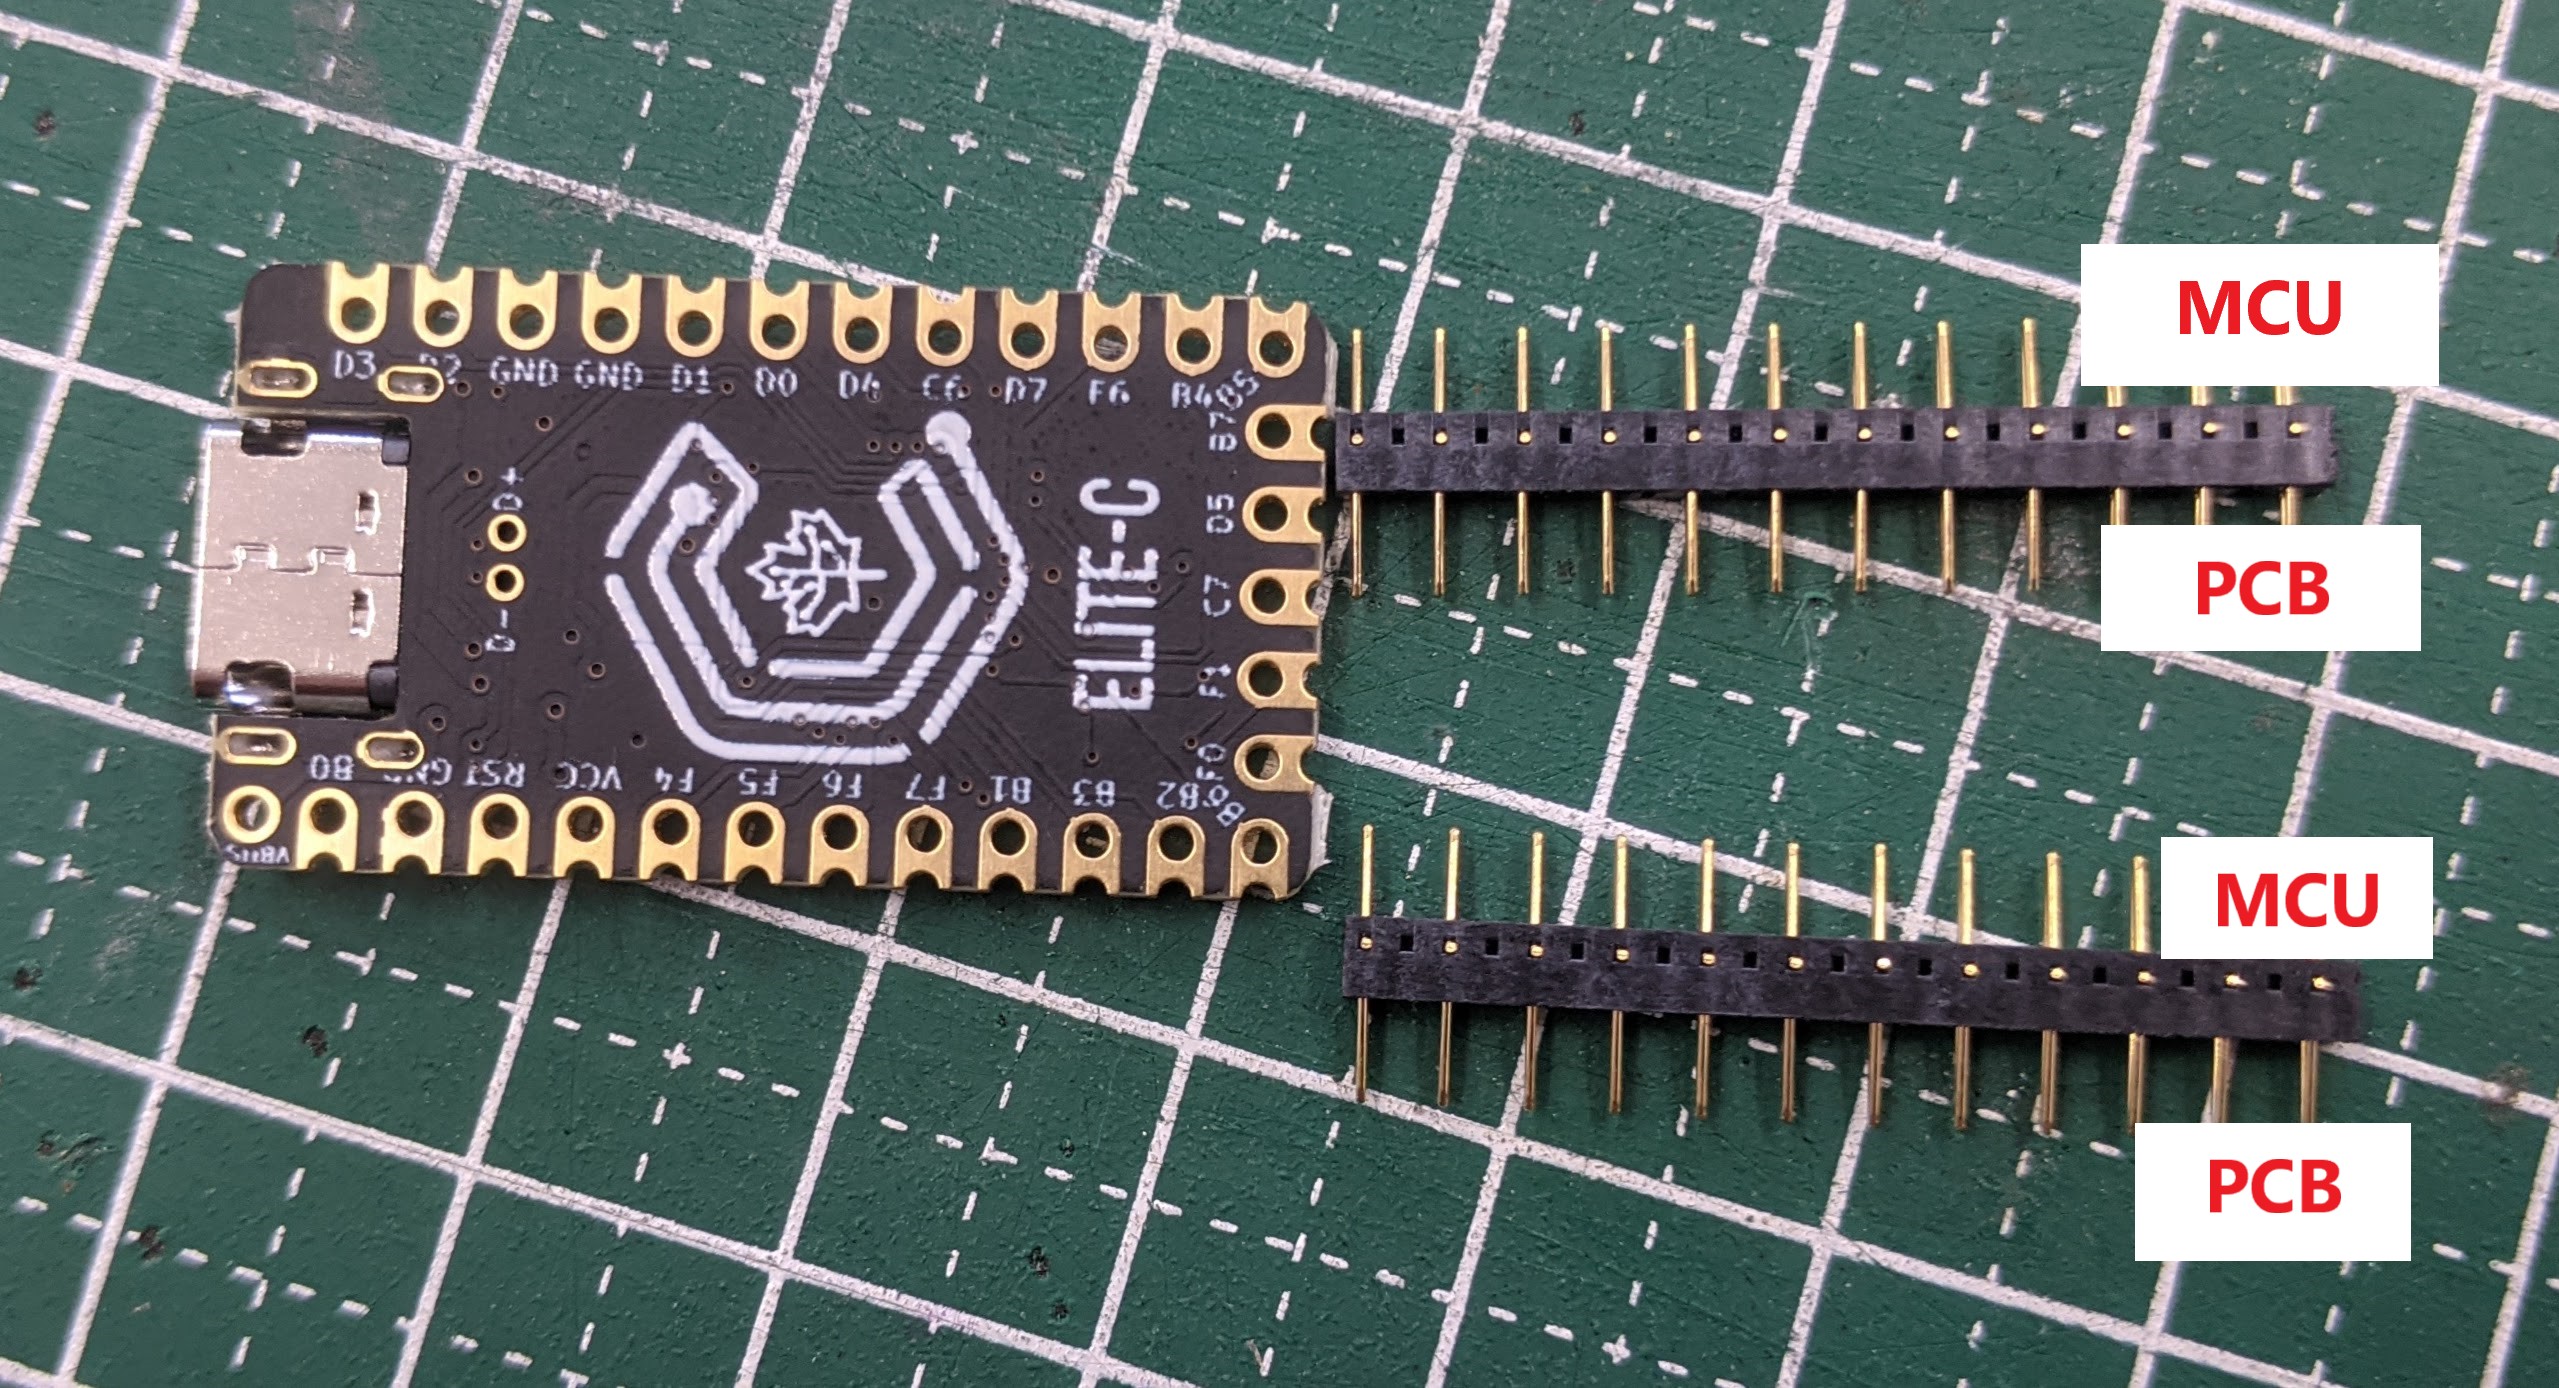 MCU
D3 D2 GND GND D1 D0 D4 C6 D7 E6 B4 B5
B7
D+
D5
ELITE-C
PCB
C7
D-
F1
F0
B0 GND RST VCC F4 F5 F6 F7 B1 B3 B2 B6
VBUS
MCU
PCB